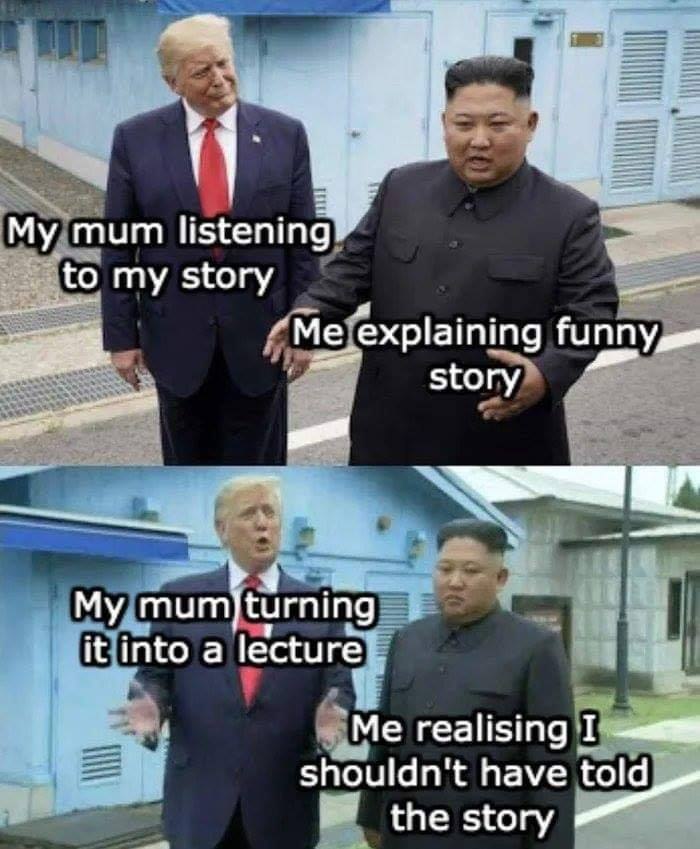 My mum listening
to my story
Me explaining funny
story
My mum turning
it into a lecture
Me realising I
shouldn't have told
the story